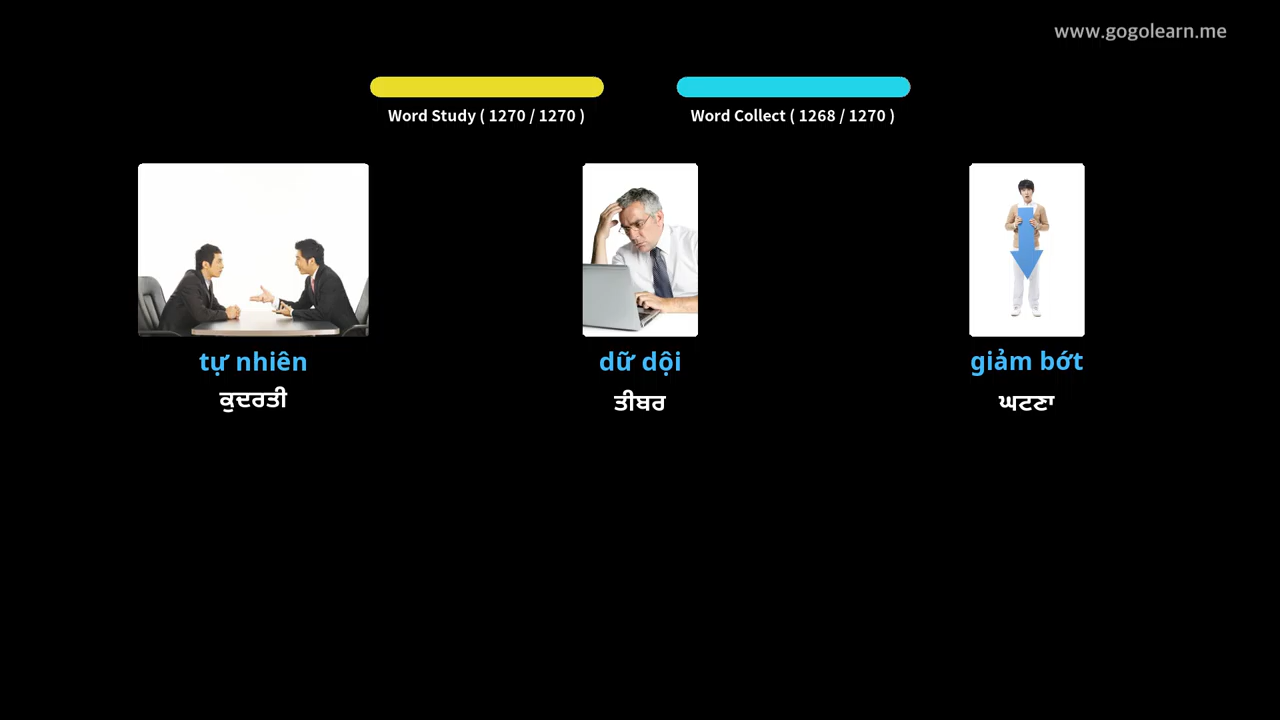 www.gogolearn.me
Word Study ( 1270 / 1270 )
Word Collect ( 1268 / 1270 )
tự nhiên
ਕੁਦਰਤੀ
dữ dội
ਤੀਬਰ
giảm bớt
ਘਟਣਾ